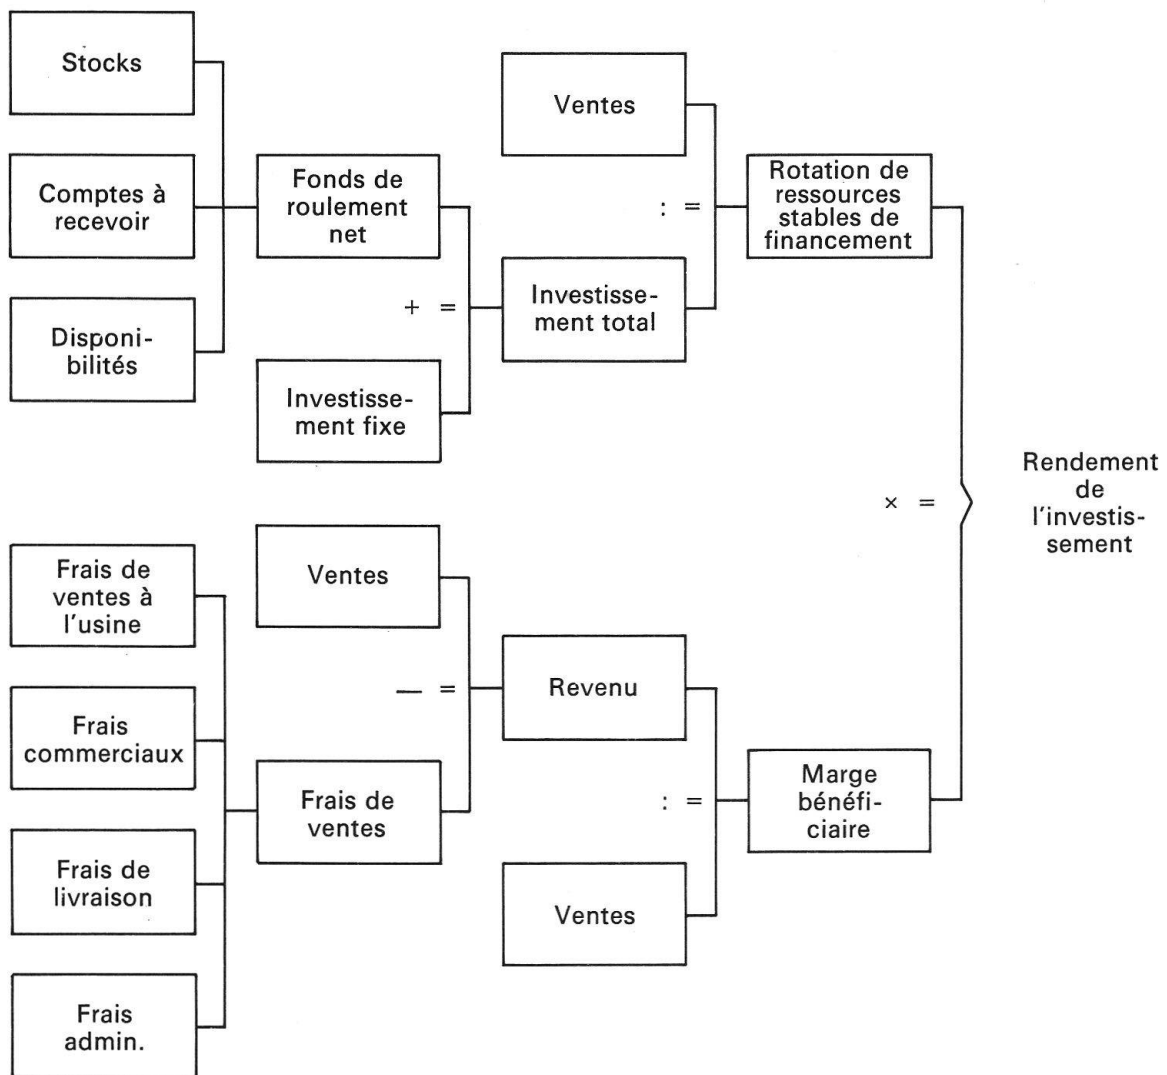 Stocks
Comptes à
recevoir
Disponi-
bilités
Fonds de
roulement
net
+ =
Investisse-
ment fixe
Ventes
: =
Investisse-
ment total
Rotation de
ressources
stables de
financement
× =
Rendement
de
l'investis-
sement
Frais de
ventes à
l'usine
Frais
commerciaux
Frais de
livraison
Frais
admin.
Ventes
— =
Frais de
ventes
Revenu
: =
Ventes
Marge
bénéfi-
ciaire